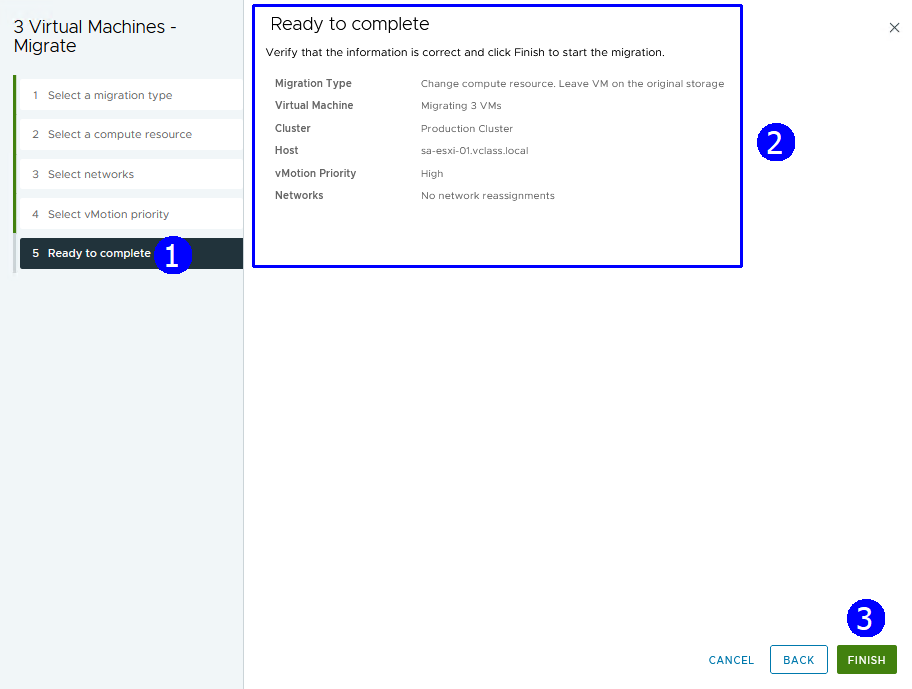 3 Virtual Machines -
Migrate
1 Select a migration type
2 Select a compute resource
3 Select networks
4 Select vMotion priority
5 Ready to complete
1
Ready to complete
Verify that the information is correct and click Finish to start the migration.
Migration Type Change compute resource. Leave VM on the original storage
Virtual Machine Migrating 3 VMs
Cluster Production Cluster
Host sa-esxi-01.vclass.local
vMotion Priority High
Networks No network reassignments
2
3
CANCEL
BACK
FINISH